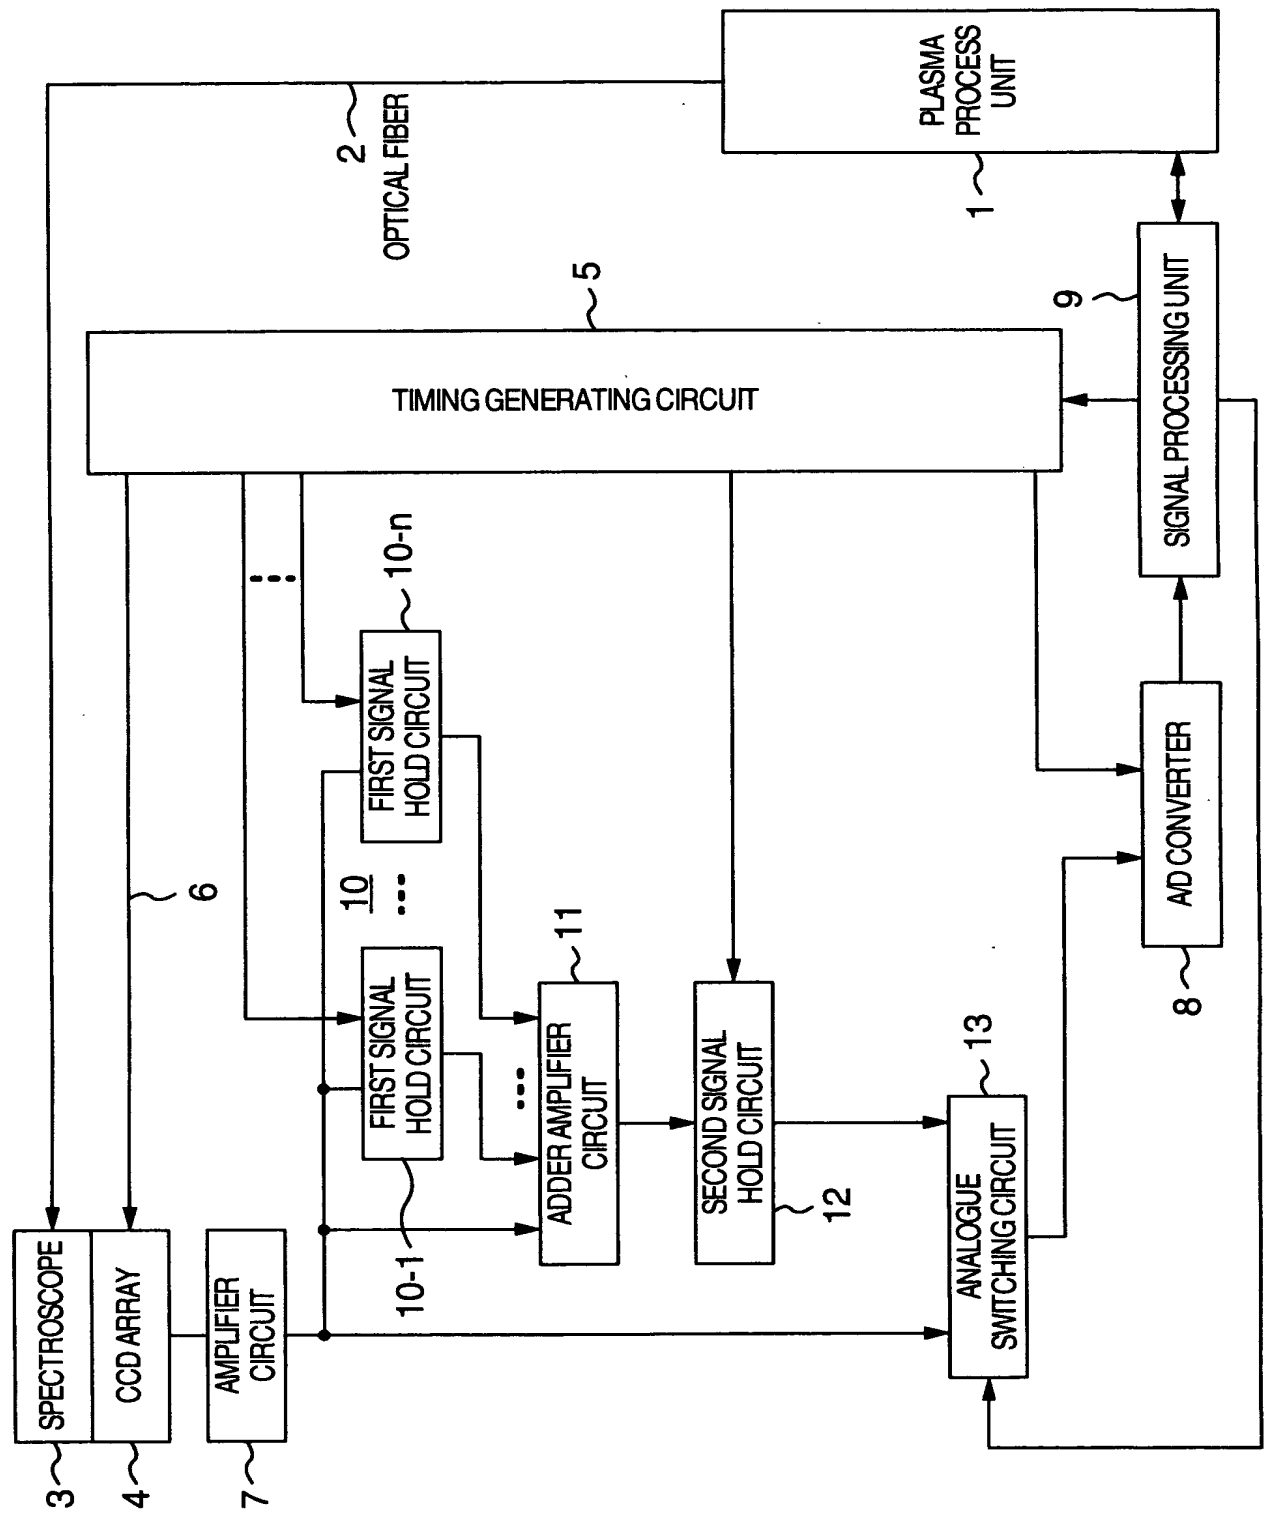 3
SPECTROSCOPE
4
CCD ARRAY
7
AMPLIFIER
CIRCUIT
2
OPTICAL FIBER
6
5
TIMING GENERATING CIRCUIT
10-1
FIRST SIGNAL
HOLD CIRCUIT
10
10-n
FIRST SIGNAL
HOLD CIRCUIT
11
ADDER AMPLIFIER
CIRCUIT
12
SECOND SIGNAL
HOLD CIRCUIT
13
ANALOGUE
SWITCHING CIRCUIT
8
A/D CONVERTER
9
SIGNAL PROCESSING UNIT
1
PLASMA
PROCESS
UNIT